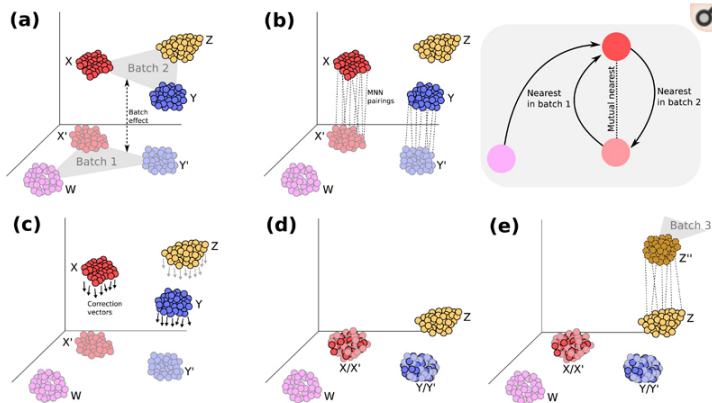 (a)
Z
X
Batch 2
Y
Batch
effect
X'
Batch 1
Y'
W
(b)
Z
X
MNN
pairings
Y
X'
Y'
W
Nearest
in batch 1
Mutual nearest
Nearest
in batch 2
(c)
Z
X
Y
Correction
vectors
X'
Y'
W
(d)
Z
X/X'
Y/Y'
W
(e)
Batch 3
Z''
Z
X/X'
Y/Y'
W